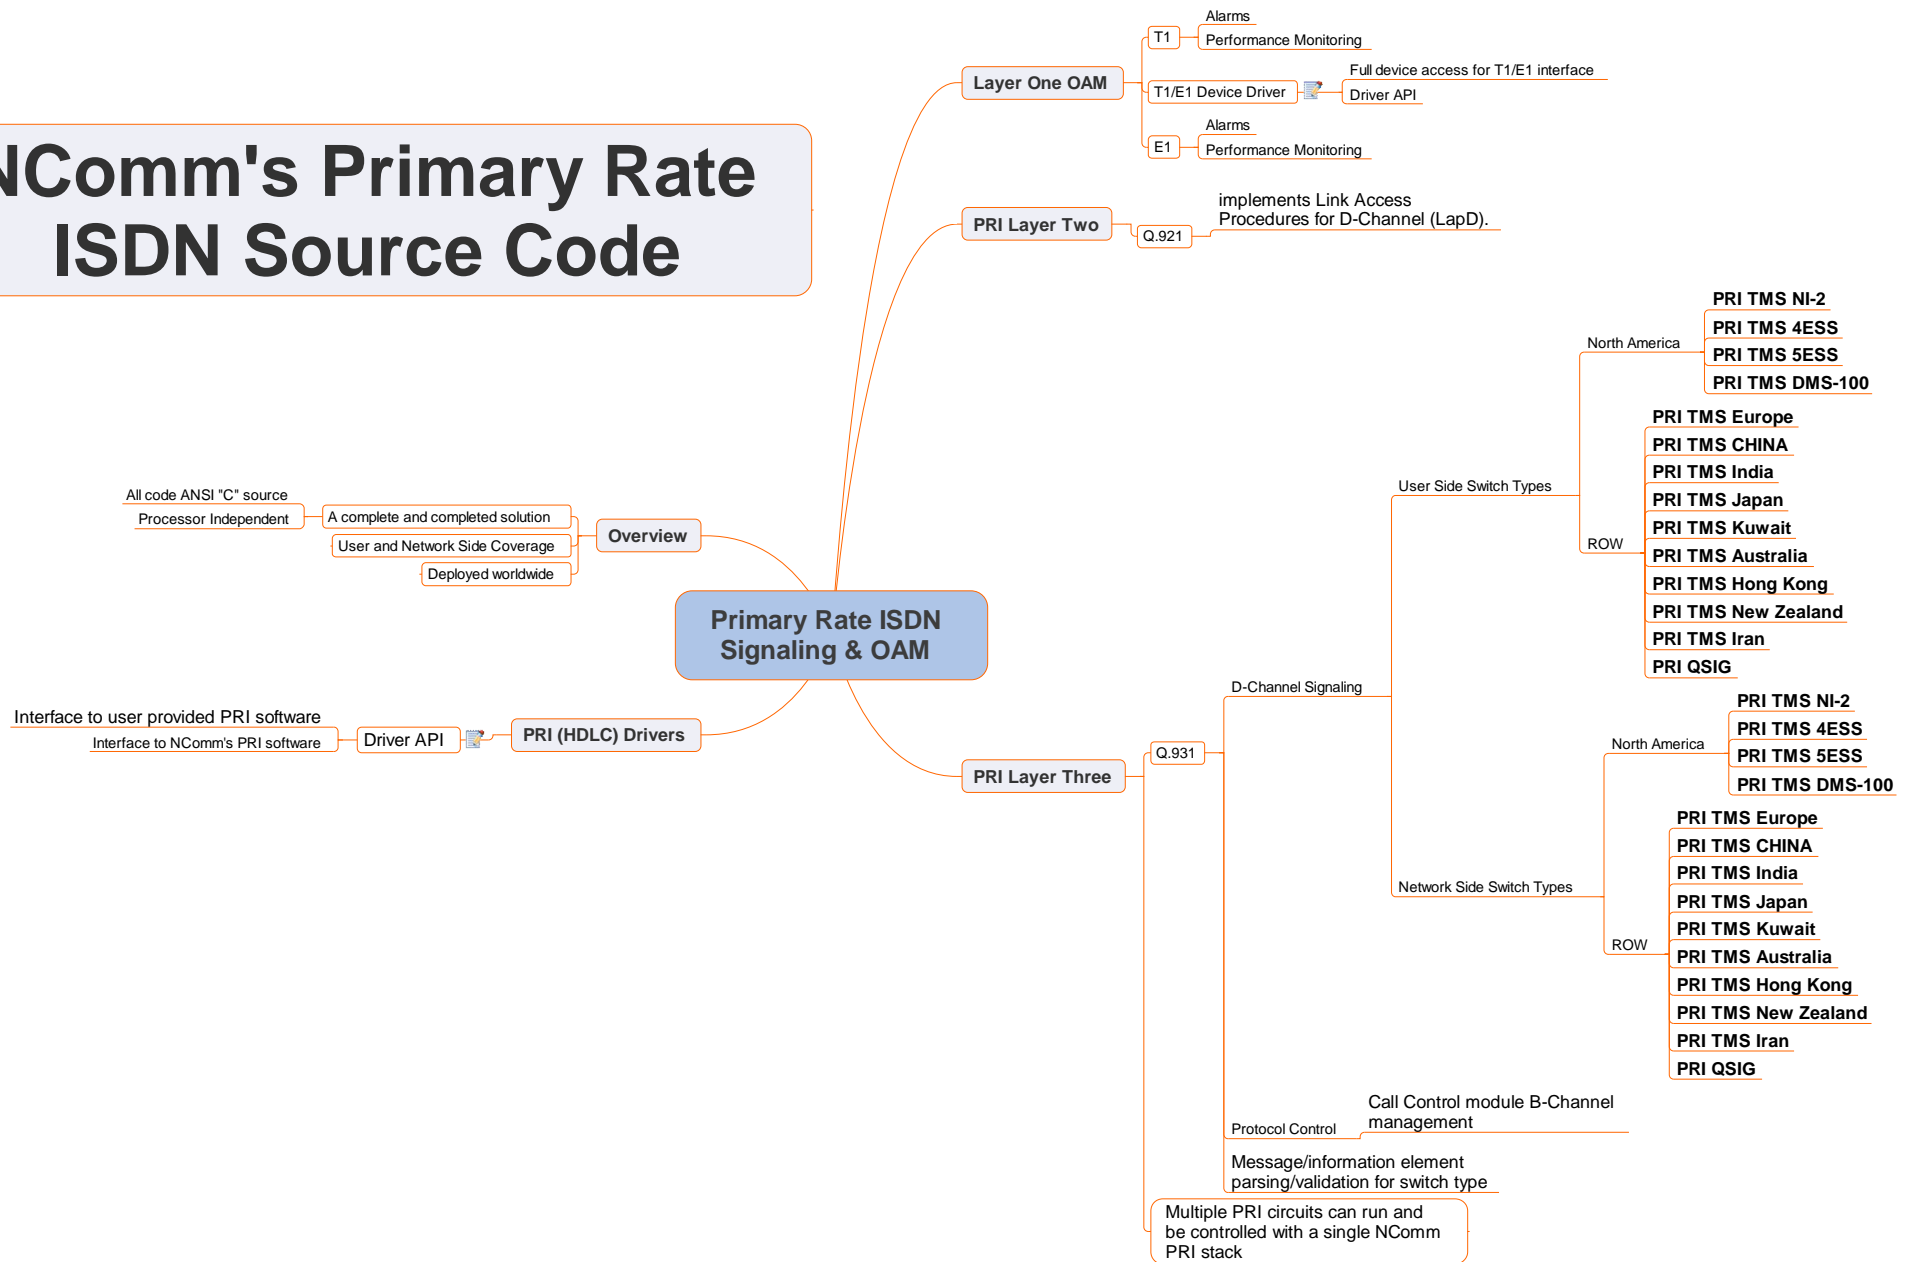 NComm's Primary Rate
ISDN Source Code
Primary Rate ISDN
Signaling & OAM
Layer One OAM
T1
Alarms
Performance Monitoring
T1/E1 Device Driver
Full device access for T1/E1 interface
Driver API
E1
Alarms
Performance Monitoring
PRI Layer Two
Q.921
implements Link Access
Procedures for D-Channel (LapD).
PRI Layer Three
Q.931
D-Channel Signaling
User Side Switch Types
North America
PRI TMS NI-2
PRI TMS 4ESS
PRI TMS 5ESS
PRI TMS DMS-100
ROW
PRI TMS Europe
PRI TMS CHINA
PRI TMS India
PRI TMS Japan
PRI TMS Kuwait
PRI TMS Australia
PRI TMS Hong Kong
PRI TMS New Zealand
PRI TMS Iran
PRI QSIG
Network Side Switch Types
North America
PRI TMS NI-2
PRI TMS 4ESS
PRI TMS 5ESS
PRI TMS DMS-100
ROW
PRI TMS Europe
PRI TMS CHINA
PRI TMS India
PRI TMS Japan
PRI TMS Kuwait
PRI TMS Australia
PRI TMS Hong Kong
PRI TMS New Zealand
PRI TMS Iran
PRI QSIG
Protocol Control
Call Control module B-Channel
management
Message/information element
parsing/validation for switch type
Multiple PRI circuits can run and
be controlled with a single NComm
PRI stack
Overview
A complete and completed solution
All code ANSI "C" source
Processor Independent
User and Network Side Coverage
Deployed worldwide
PRI (HDLC) Drivers
Driver API
Interface to user provided PRI software
Interface to NComm's PRI software